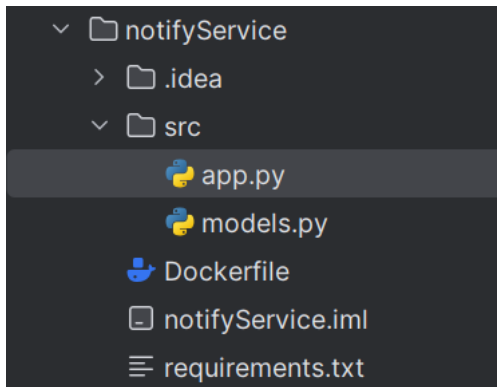 notifyService
.idea
src
app.py
models.py
Dockerfile
notifyService.iml
requirements.txt